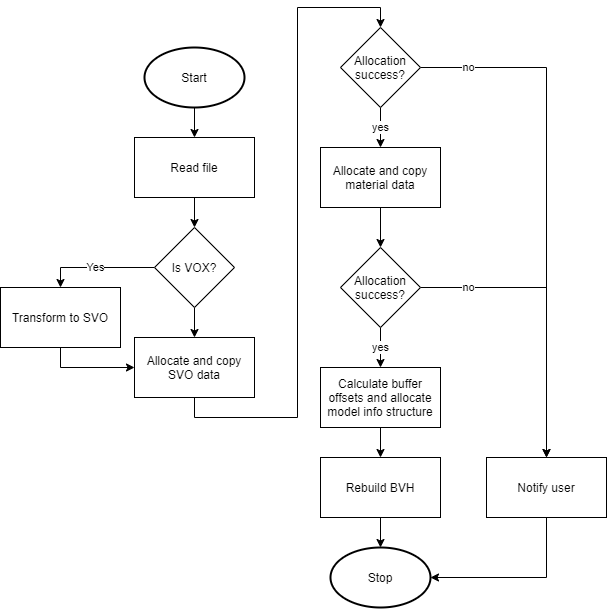 Start
Read file
Is VOX?
Yes
Transform to SVO
Allocate and copy
SVO data
Allocation
success?
no
yes
Allocate and copy
material data
Allocation
success?
no
yes
Calculate buffer
offsets and allocate
model info structure
Rebuild BVH
Notify user
Stop